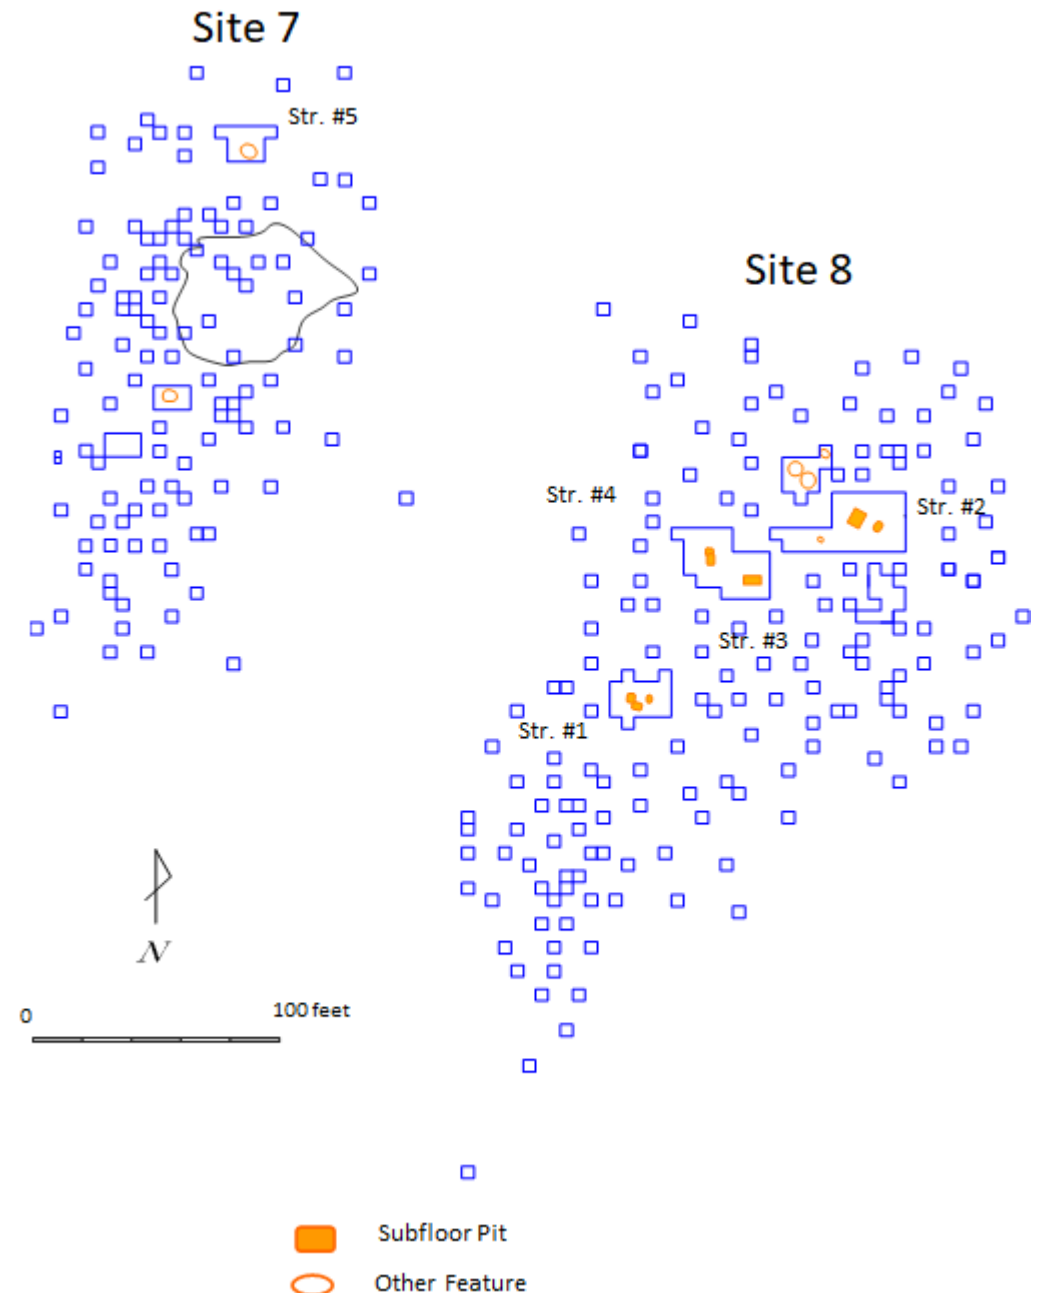 Site 7
Str. #5
Site 8
Str. #4
Str. #2
Str. #3
Str. #1
N
0
100 feet
Subfloor Pit
Other Feature